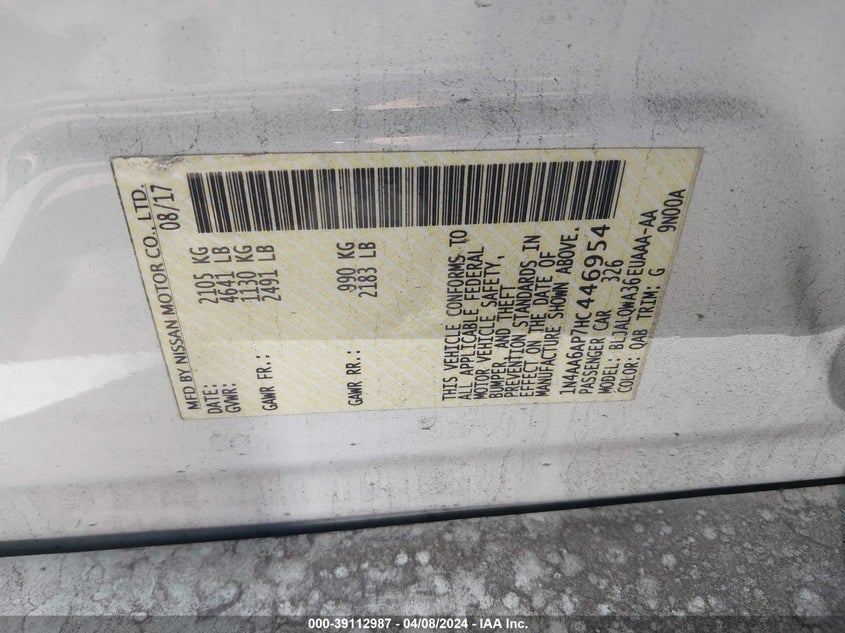 MFD BY NISSAN MOTOR CO., LTD.
DATE: 08/17
GVWR: 2105 KG
4641 LB
GAWR FR.: 1130 KG
2491 LB
GAWR RR.: 990 KG
2183 LB
THIS VEHICLE CONFORMS TO
ALL APPLICABLE FEDERAL
MOTOR VEHICLE SAFETY,
BUMPER, AND THEFT
PREVENTION STANDARDS IN
EFFECT ON THE DATE OF
MANUFACTURE SHOWN ABOVE.
1N4AA6AP7HC446954
PASSENGER CAR 326
MODEL: BLJALOWA36EUAAA-AA
COLOR: QAB TRIM: G 9N00A
000-39112987 - 04/08/2024 - IAA Inc.